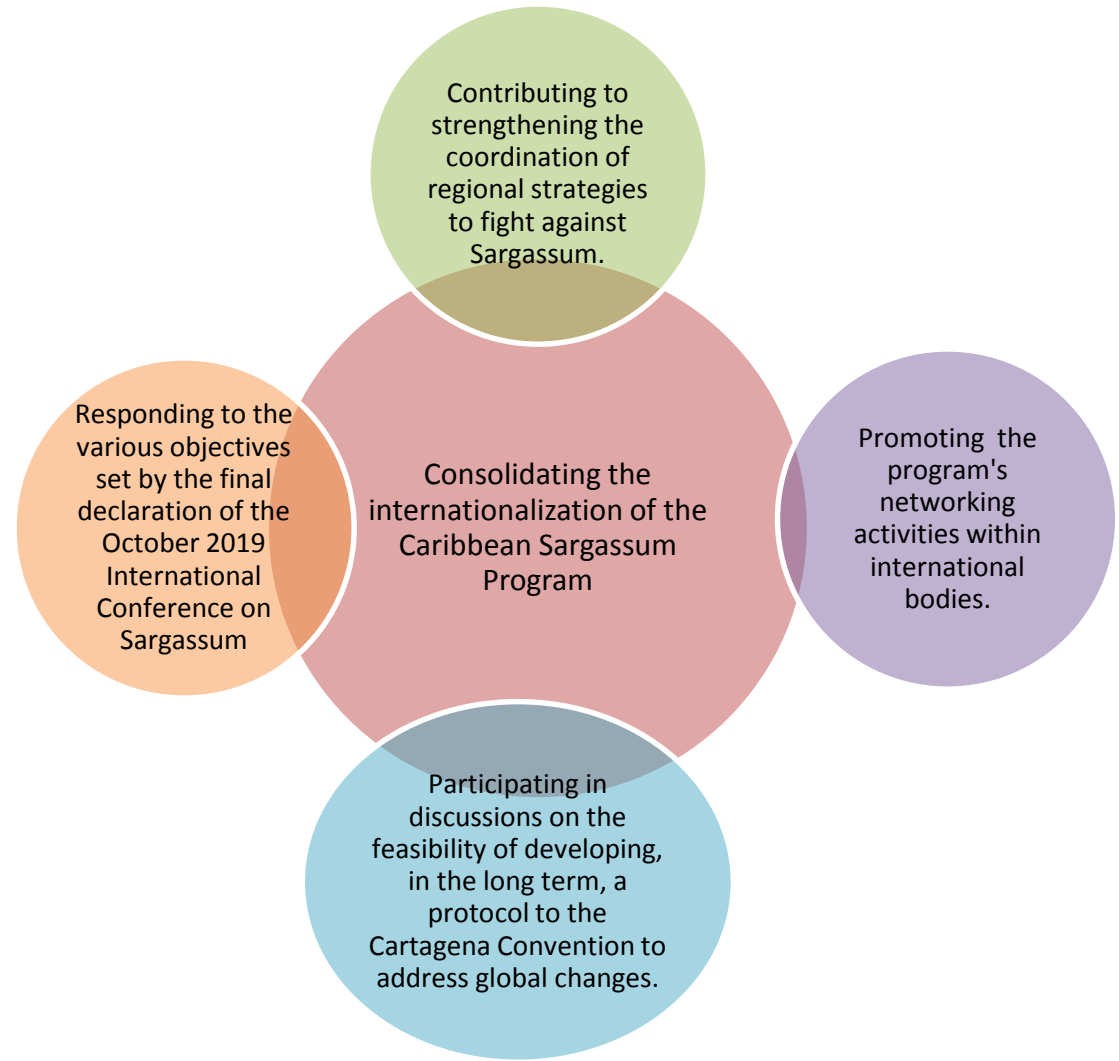 Contributing to
strengthening the
coordination of
regional strategies
to fight against
Sargassum.
Responding to the
various objectives
set by the final
declaration of the
October 2019
International
Conference on
Sargassum
Consolidating the
internationalization of the
Caribbean Sargassum
Program
Promoting  the
program's
networking
activities within
international
bodies.
Participating in
discussions on the
feasibility of developing,
in the long term, a
protocol to the
Cartagena Convention to
address global changes.